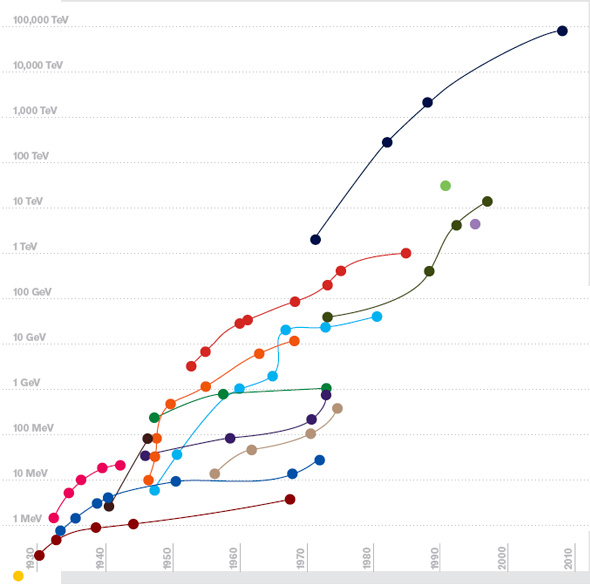 100,000 TeV
10,000 TeV
1,000 TeV
100 TeV
10 TeV
1 TeV
100 GeV
10 GeV
1 GeV
100 MeV
10 MeV
1 MeV
1930
1940
1950
1960
1970
1980
1990
2000
2010